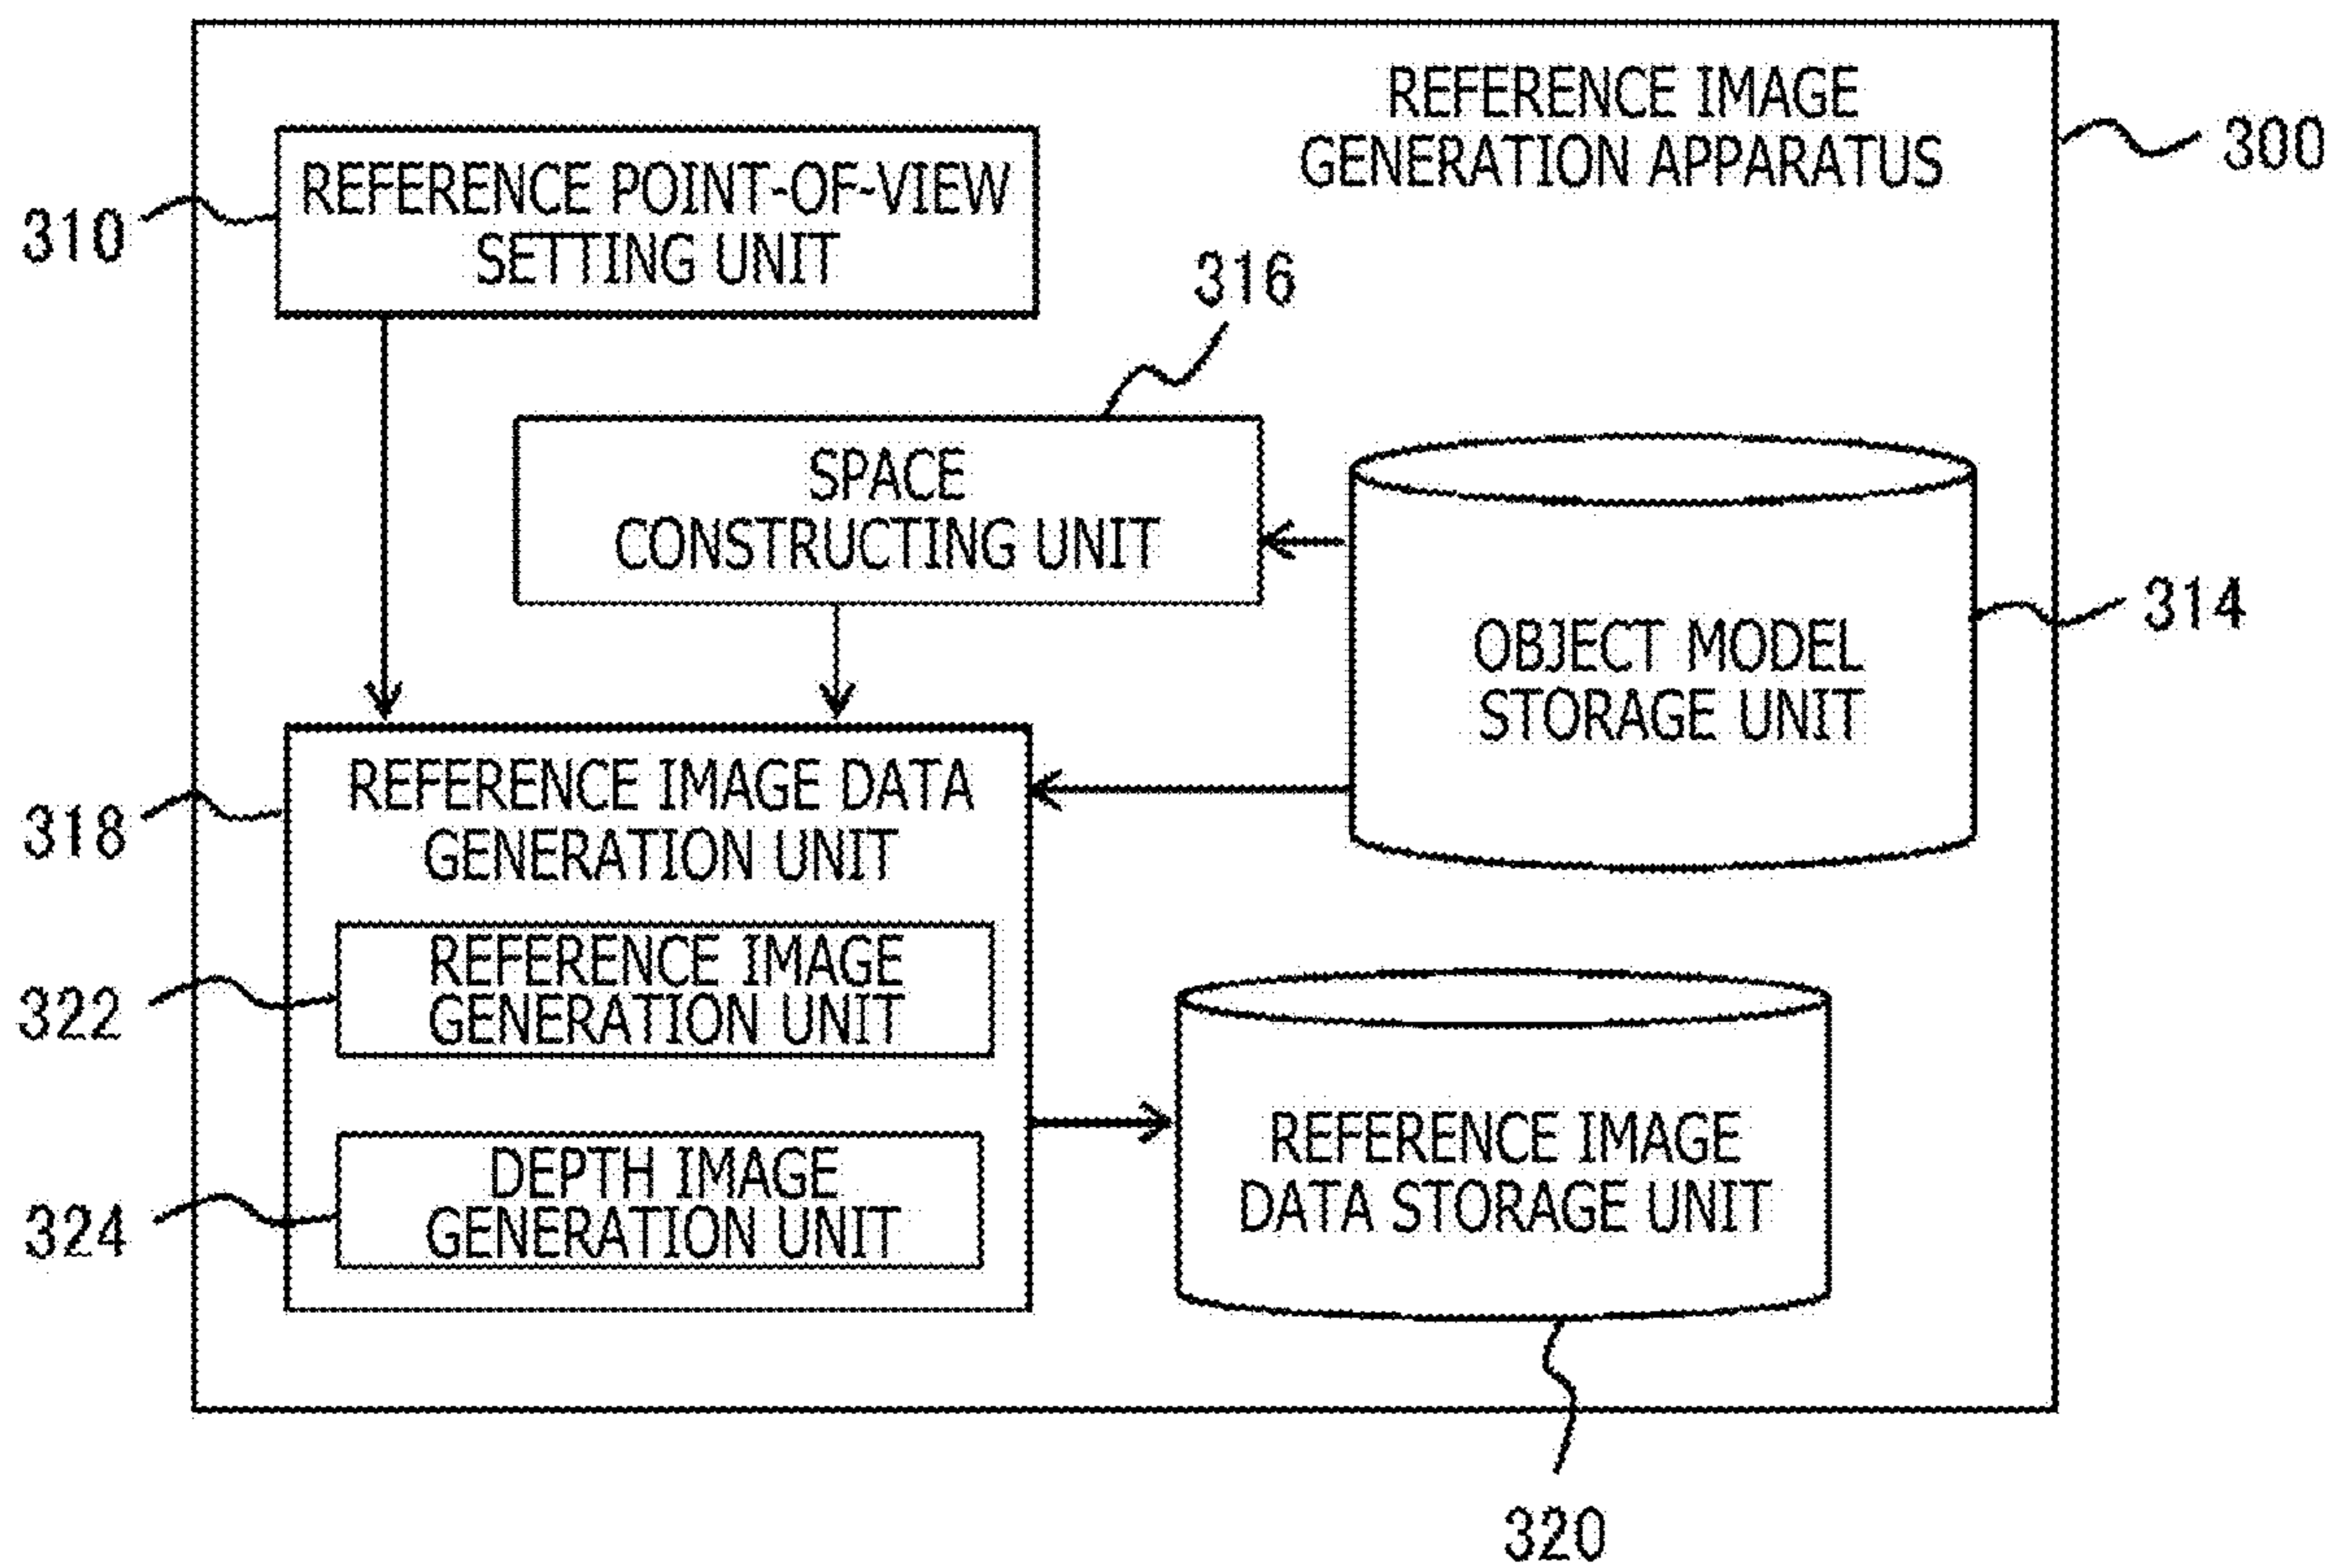 REFERENCE IMAGE
GENERATION APPARATUS
300
REFERENCE POINT-OF-VIEW
SETTING UNIT
310
316
SPACE
CONSTRUCTING UNIT
OBJECT MODEL
STORAGE UNIT
314
REFERENCE IMAGE DATA
GENERATION UNIT
318
REFERENCE IMAGE
GENERATION UNIT
322
DEPTH IMAGE
GENERATION UNIT
324
REFERENCE IMAGE
DATA STORAGE UNIT
320